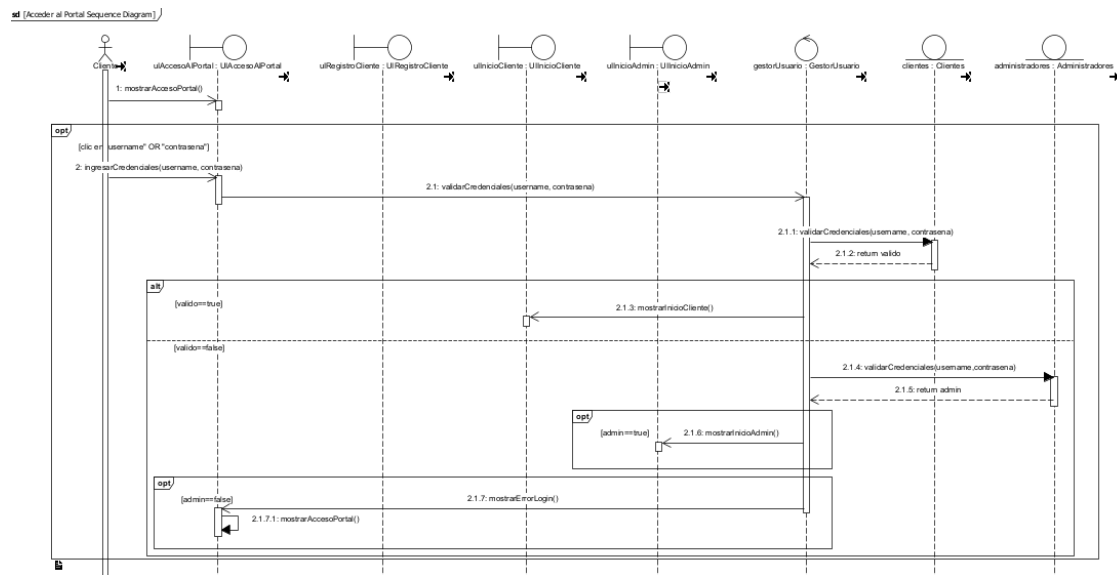 sd [Acceder al Portal Sequence Diagram]
Cliente
uIAccesoAlPortal : UIAccesoAlPortal
uIRegistroCliente : UIRegistroCliente
uIInicioCliente : UIInicioCliente
uIInicioAdmin : UIInicioAdmin
gestorUsuario : GestorUsuario
clientes : Clientes
administradores : Administradores
1: mostrarAccesoPortal()
opt
[clic en "username" OR "contrasena"]
2: ingresarCredenciales(username, contrasena)
2.1: validarCredenciales(username, contrasena)
2.1.1: validarCredenciales(username, contrasena)
2.1.2: return valido
alt
[valido==true]
2.1.3: mostrarInicioCliente()
[valido==false]
2.1.4: validarCredenciales(username,contrasena)
2.1.5: return admin
opt
[admin==true]
2.1.6: mostrarInicioAdmin()
opt
[admin==false]
2.1.7: mostrarErrorLogin()
2.1.7.1: mostrarAccesoPortal()